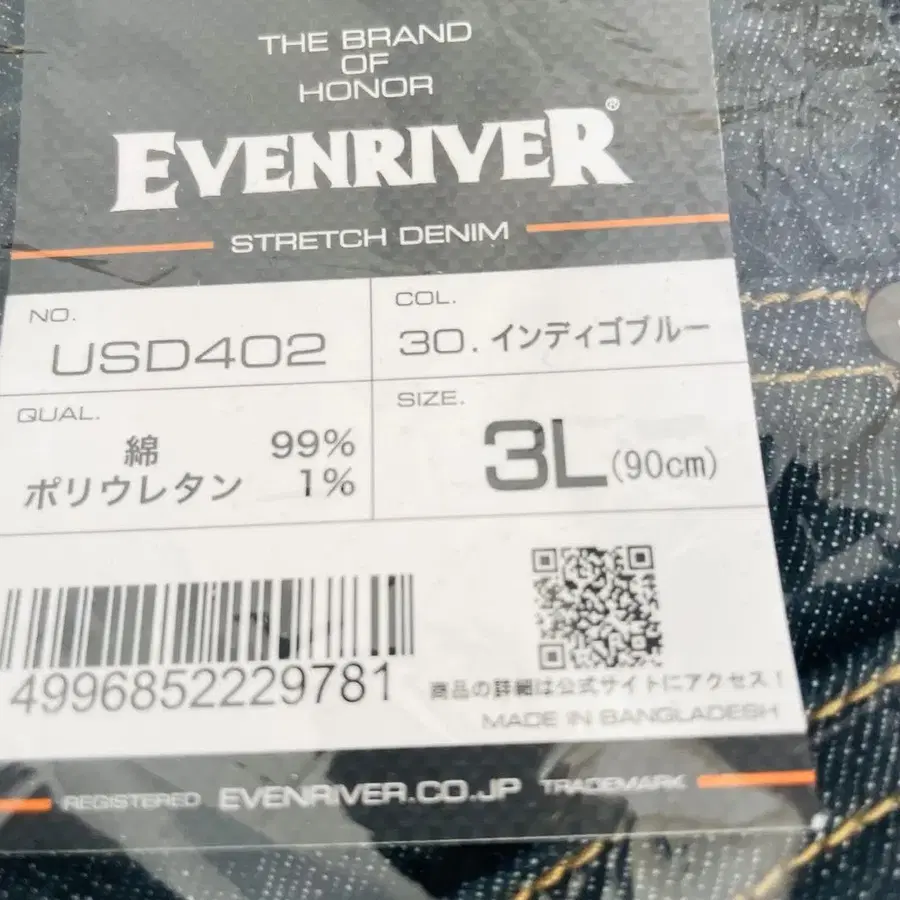 THE BRAND
OF
HONOR
EVENRIVER®
STRETCH DENIM
NO.
USD402
COL.
30. インディゴブルー
QUAL.
綿 99%
ポリウレタン 1%
SIZE.
3L (90cm)
4996852229781
商品の詳細は公式サイトにアクセス!
MADE IN BANGLADESH
REGISTERED EVENRIVER.CO.JP TRADEMARK